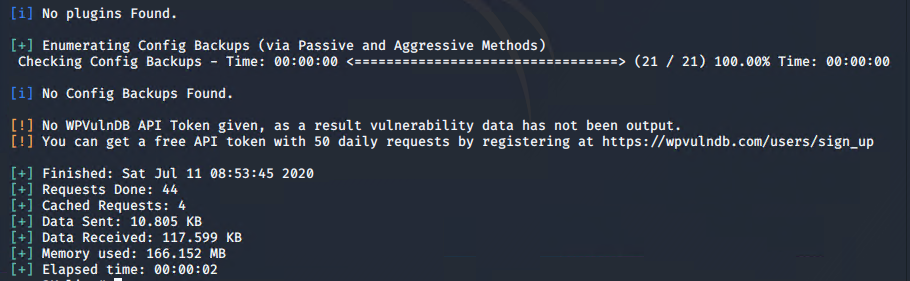 [i] No plugins Found.
[+] Enumerating Config Backups (via Passive and Aggressive Methods)
Checking Config Backups - Time: 00:00:00 <=================================> (21 / 21) 100.00% Time: 00:00:00
[i] No Config Backups Found.
[!] No WPVulnDB API Token given, as a result vulnerability data has not been output.
[!] You can get a free API token with 50 daily requests by registering at https://wpvulndb.com/users/sign_up
[+] Finished: Sat Jul 11 08:53:45 2020
[+] Requests Done: 44
[+] Cached Requests: 4
[+] Data Sent: 10.805 KB
[+] Data Received: 117.599 KB
[+] Memory used: 166.152 MB
[+] Elapsed time: 00:00:02